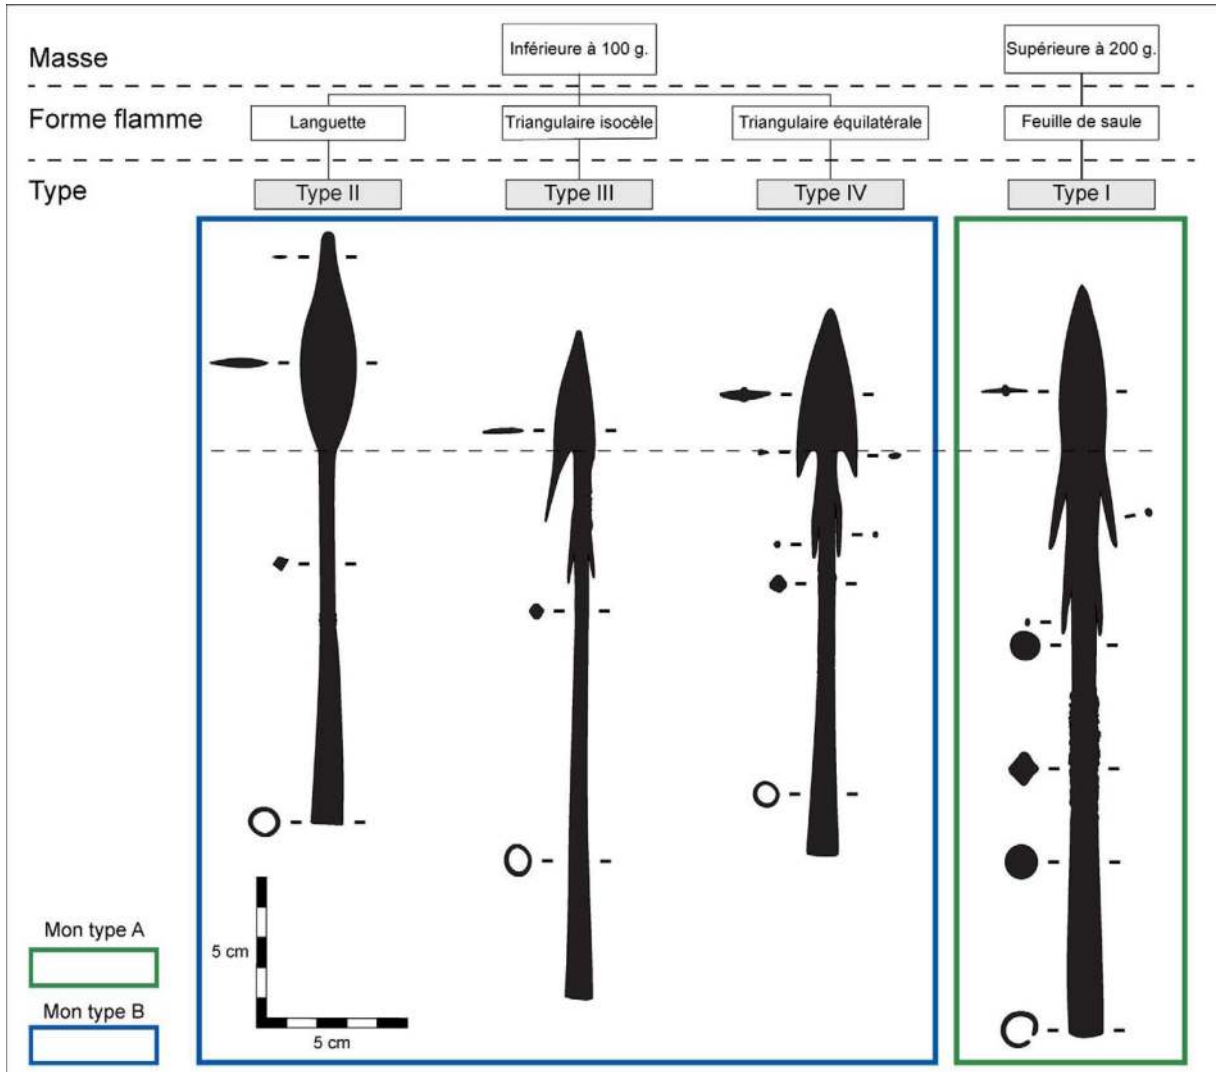 Masse
Inférieure à 100 g.
Supérieure à 200 g.
Forme flamme
Languette
Triangulaire isocèle
Triangulaire équilatérale
Feuille de saule
Type
Type II
Type III
Type IV
Type I
Mon type A
Mon type B
5 cm
5 cm